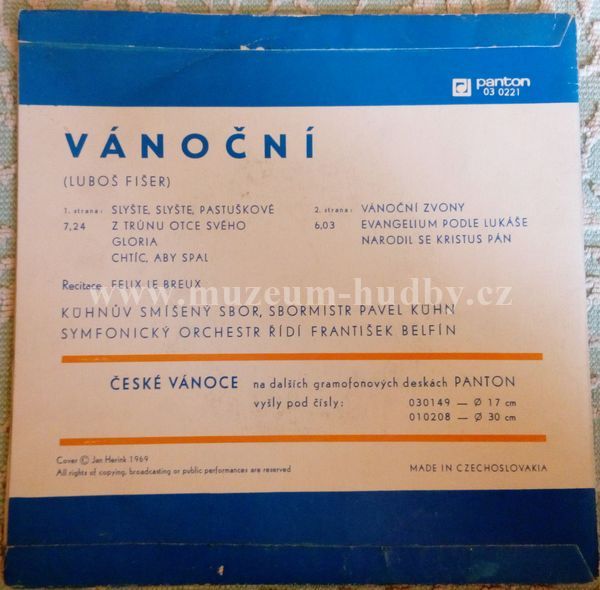 panton
03 0221
VÁNOČNÍ
(LUBOŠ FIŠER)
1. strana: SLYŠTE, SLYŠTE, PASTUŠKOVÉ
7,24 Z TRŮNU OTCE SVÉHO
GLORIA
CHTÍC, ABY SPAL
2. strana: VÁNOČNÍ ZVONY
6,03 EVANGELIUM PODLE LUKÁŠE
NARODIL SE KRISTUS PÁN
Recitace FELIX LE BREUX
www.muzeum-hudby.cz
KÜHNŮV SMÍŠENÝ SBOR, SBORMISTR PAVEL KÜHN
SYMFONICKÝ ORCHESTR ŘÍDÍ FRANTIŠEK BELFÍN
ČESKÉ VÁNOCE na dalších gramofonových deskách PANTON
vyšly pod čísly: 030149 — Ø 17 cm
010208 — Ø 30 cm
Cover © Jan Herink 1969
All rights of copying, broadcasting or public performances are reserved
MADE IN CZECHOSLOVAKIA